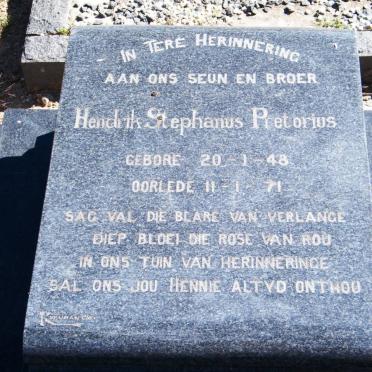 In Teré Herinnering
aan ons seun en broer
Hendrik Stephanus Pretorius
gebore 20-1-48
oorlede 11-1-71
Sag val die blare van verlange
Diep bloei die rose van rou
In ons tuin van herinneringe
Sal ons jou Hennie altyd onthou